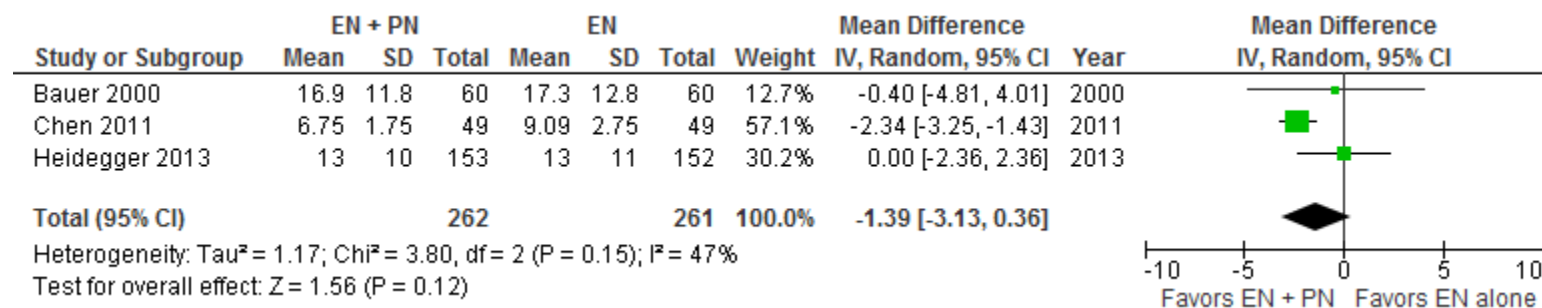 EN + PN EN Mean Difference Mean Difference
Study or Subgroup Mean SD Total Mean SD Total Weight IV, Random, 95% CI Year IV, Random, 95% CI
Bauer 2000 16.9 11.8 60 17.3 12.8 60 12.7% -0.40 [-4.81, 4.01] 2000
Chen 2011 6.75 1.75 49 9.09 2.75 49 57.1% -2.34 [-3.25, -1.43] 2011
Heidegger 2013 13 10 153 13 11 152 30.2% 0.00 [-2.36, 2.36] 2013
Total (95% CI) 262 261 100.0% -1.39 [-3.13, 0.36]
Heterogeneity: Tau² = 1.17; Chi² = 3.80, df = 2 (P = 0.15); I² = 47%
Test for overall effect: Z = 1.56 (P = 0.12)
-10 -5 0 5 10
Favors EN + PN Favors EN alone